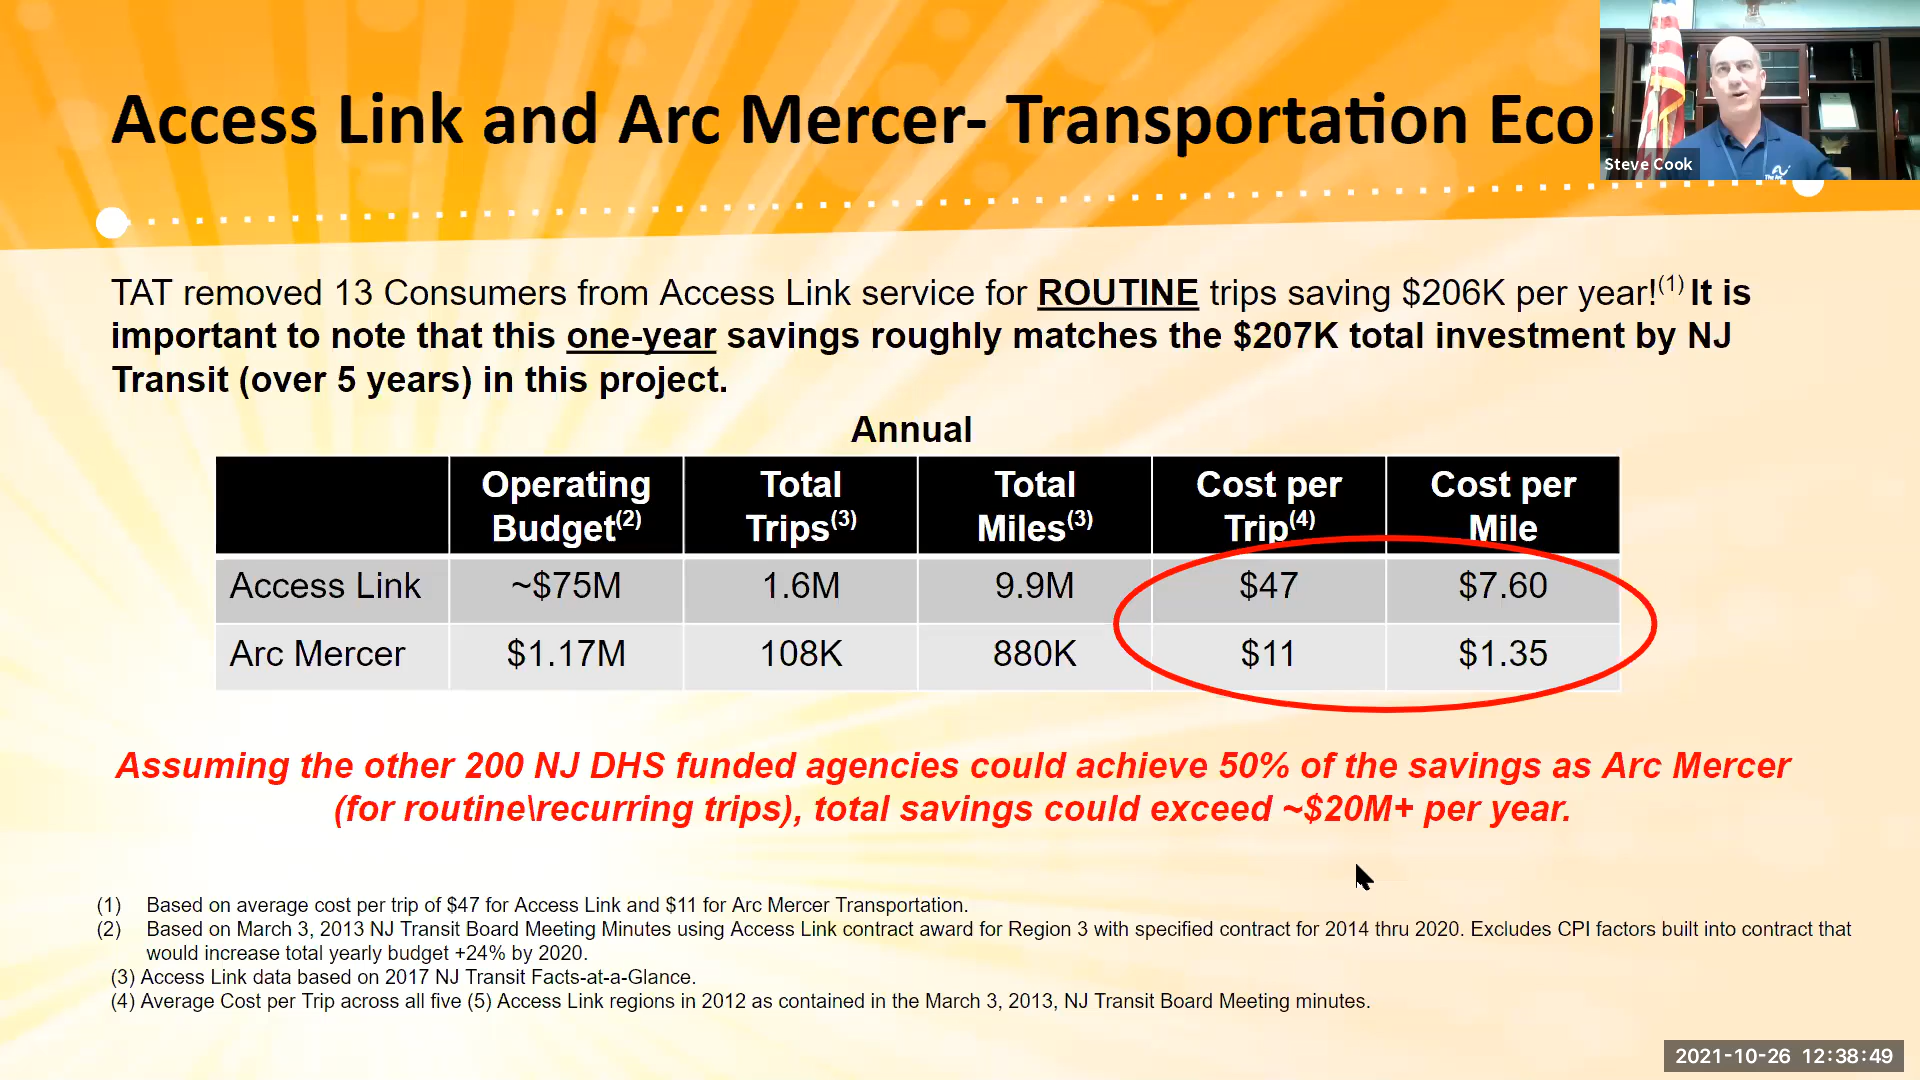 Access Link and Arc Mercer- Transportation Eco
Steve Cook
The Arc
TAT removed 13 Consumers from Access Link service for ROUTINE trips saving $206K per year!(1) It is
important to note that this one-year savings roughly matches the $207K total investment by NJ
Transit (over 5 years) in this project.
Annual
Operating Budget(2) Total Trips(3) Total Miles(3) Cost per Trip(4) Cost per Mile
Access Link ~$75M 1.6M 9.9M $47 $7.60
Arc Mercer $1.17M 108K 880K $11 $1.35
Assuming the other 200 NJ DHS funded agencies could achieve 50% of the savings as Arc Mercer
(for routine\recurring trips), total savings could exceed ~$20M+ per year.
(1) Based on average cost per trip of $47 for Access Link and $11 for Arc Mercer Transportation.
(2) Based on March 3, 2013 NJ Transit Board Meeting Minutes using Access Link contract award for Region 3 with specified contract for 2014 thru 2020. Excludes CPI factors built into contract that
would increase total yearly budget +24% by 2020.
(3) Access Link data based on 2017 NJ Transit Facts-at-a-Glance.
(4) Average Cost per Trip across all five (5) Access Link regions in 2012 as contained in the March 3, 2013, NJ Transit Board Meeting minutes.
2021-10-26 12:38:49